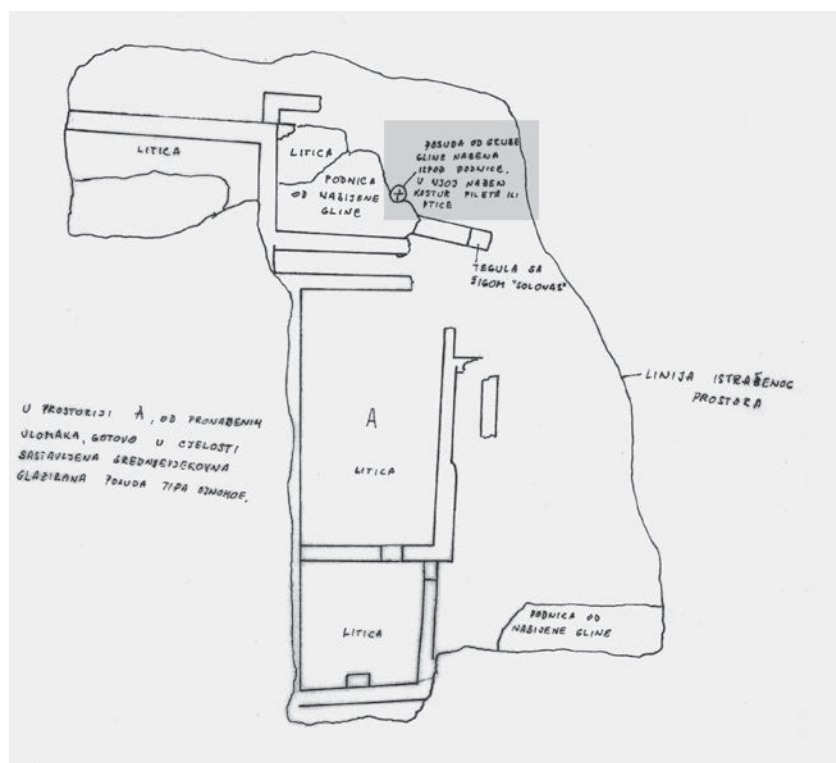 LITICA
LITICA
PODNICA
OD NABIJENE
GLINE
POSUDA OD GRUBE
GLINE NAĐENA
ISPOD PODNICE.
U NJOJ NAĐEN
KOSTUR PILETA ILI
PTICE
TEGULA SA
ŠIGOM "SOLONAS"
LINIJA ISTRAŽENOG
PROSTORA
A
LITICA
U PROSTORIJI A, OD PRONAĐENIH
ULOMAKA, GOTOVO U CJELOSTI
SASTAVLJENA SREDNJEVJEKOVNA
GLAZIRANA POSUDA TIPA OJNOHOE.
LITICA
PODNICA OD
NABIJENE GLINE